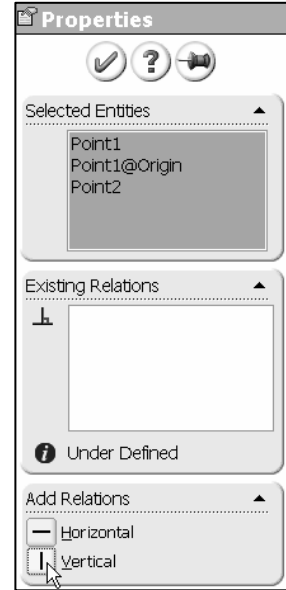 Properties
Selected Entities
Point1
Point1@Origin
Point2
Existing Relations
Under Defined
Add Relations
Horizontal
Vertical